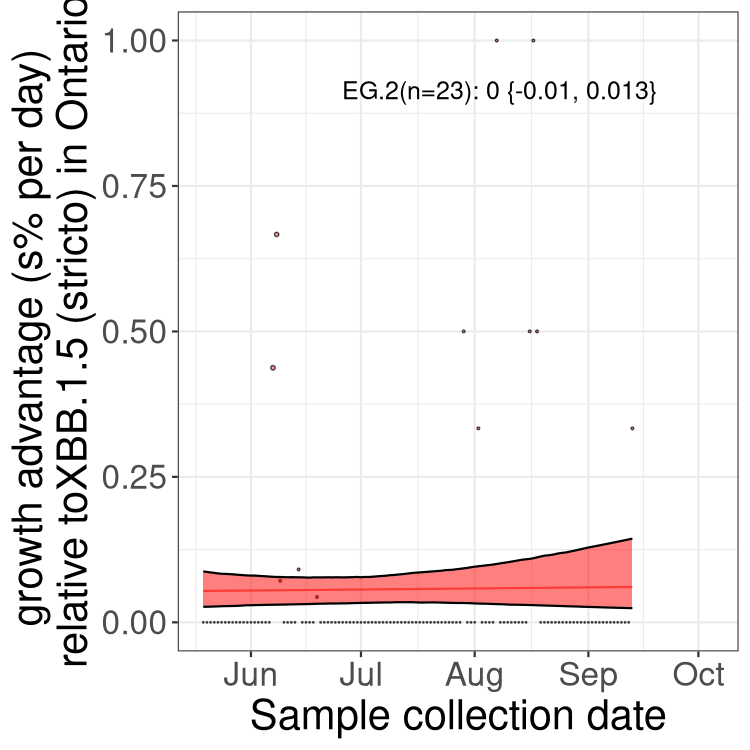 growth advantage (s% per day)
relative toXBB.1.5 (stricto) in Ontario
1.00
0.75
0.50
0.25
0.00
EG.2(n=23): 0 {-0.01, 0.013}
Jun
Jul
Aug
Sep
Oct
Sample collection date